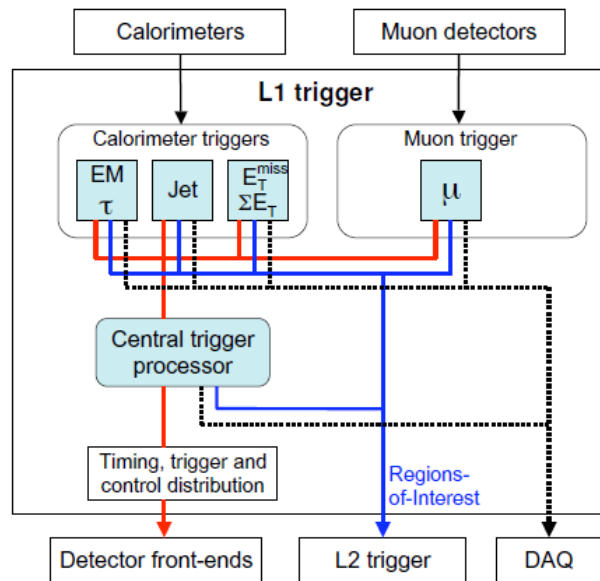 Calorimeters
Muon detectors
L1 trigger
Calorimeter triggers
Muon trigger
EM
τ
Jet
E_T^miss
ΣE_T
μ
Central trigger
processor
Timing, trigger and
control distribution
Regions-
of-Interest
Detector front-ends
L2 trigger
DAQ